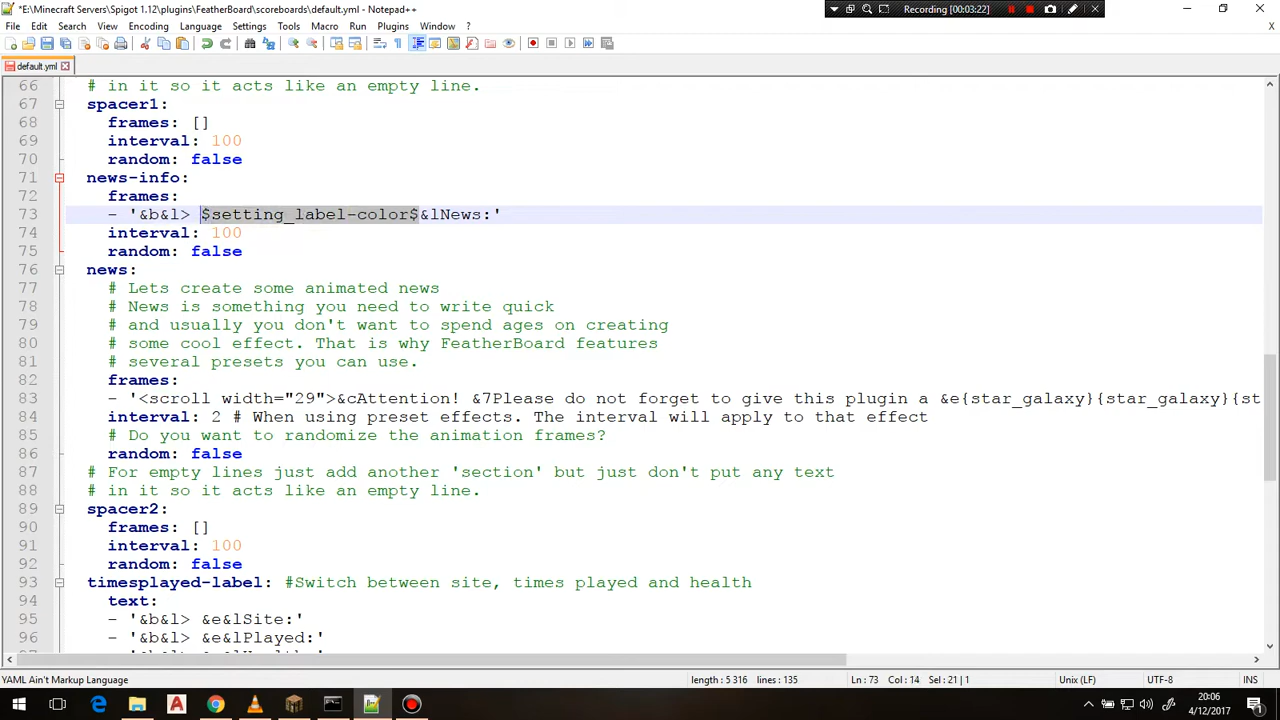 *E:\Minecraft Servers\Spigot 1.12\plugins\FeatherBoard\scoreboards\default.yml - Notepad++
Recording [00:03:22]
File Edit Search View Encoding Language Settings Tools Macro Run Plugins Window ?
X
default.yml
66 # in it so it acts like an empty line.
67 spacer1:
68 frames: []
69 interval: 100
70 random: false
71 news-info:
72 frames:
73 - '&b&l> $setting_label-color$&lNews:'
74 interval: 100
75 random: false
76 news:
77 # Lets create some animated news
78 # News is something you need to write quick
79 # and usually you don't want to spend ages on creating
80 # some cool effect. That is why FeatherBoard features
81 # several presets you can use.
82 frames:
83 - '<scroll width="29">&cAttention! &7Please do not forget to give this plugin a &e{star_galaxy}{star_galaxy}{st
84 interval: 2 # When using preset effects. The interval will apply to that effect
85 # Do you want to randomize the animation frames?
86 random: false
87 # For empty lines just add another 'section' but just don't put any text
88 # in it so it acts like an empty line.
89 spacer2:
90 frames: []
91 interval: 100
92 random: false
93 timesplayed-label: #Switch between site, times played and health
94 text:
95 - '&b&l> &e&lSite:'
96 - '&b&l> &e&lPlayed:'
YAML Ain't Markup Language length : 5 316 lines : 135 Ln : 73 Col : 14 Sel : 21 | 1 Unix (LF) UTF-8 INS
20:06
4/12/2017